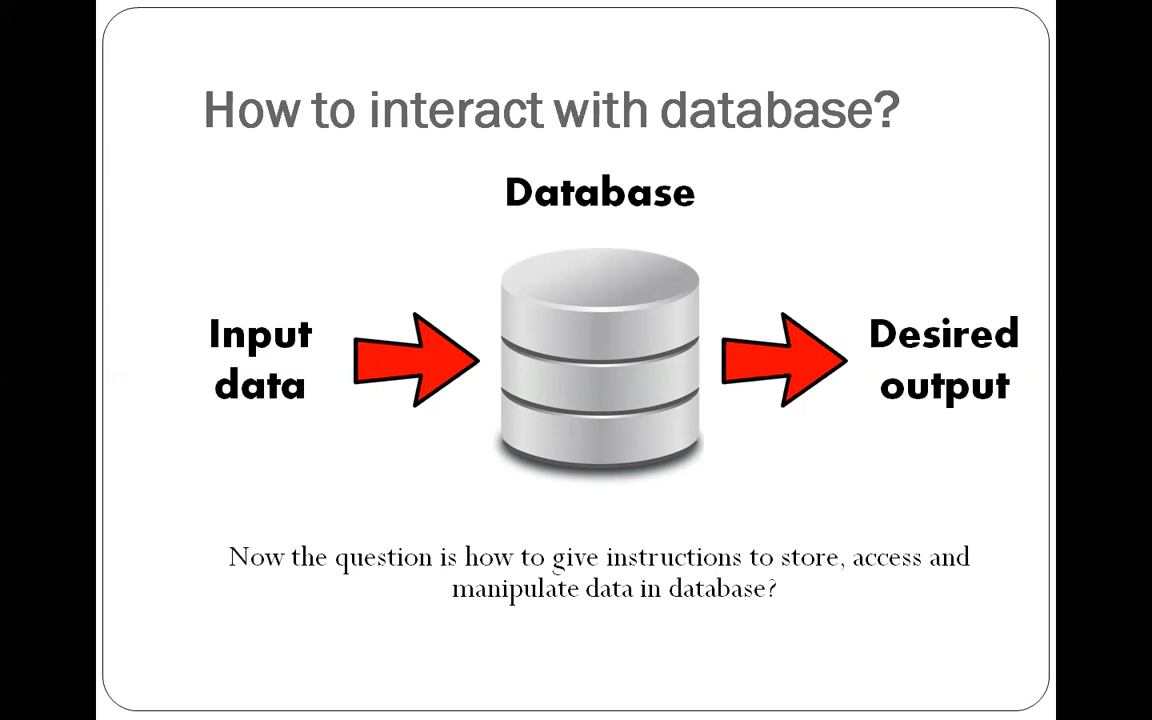 How to interact with database?
Database
Input
data
Desired
output
Now the question is how to give instructions to store, access and
manipulate data in database?